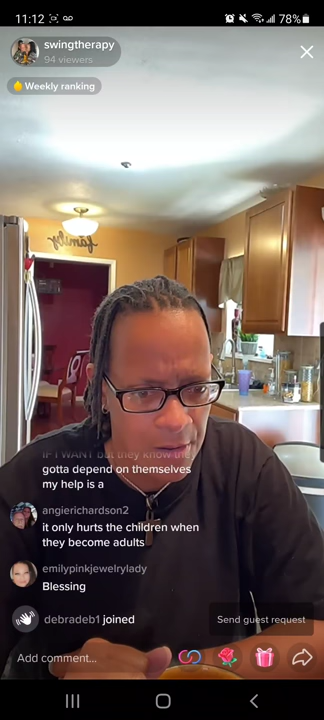 11:12
78%
swingtherapy
94 viewers
Weekly ranking
family
IF I WANT but they know they
gotta depend on themselves
my help is a
angierichardson2
it only hurts the children when
they become adults
emilypinkjewelrylady
Blessing
debradeb1 joined
Send guest request
Add comment...